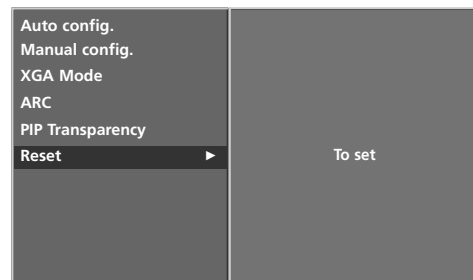 Auto config.
Manual config.
XGA Mode
ARC
PIP Transparency
Reset ► To set